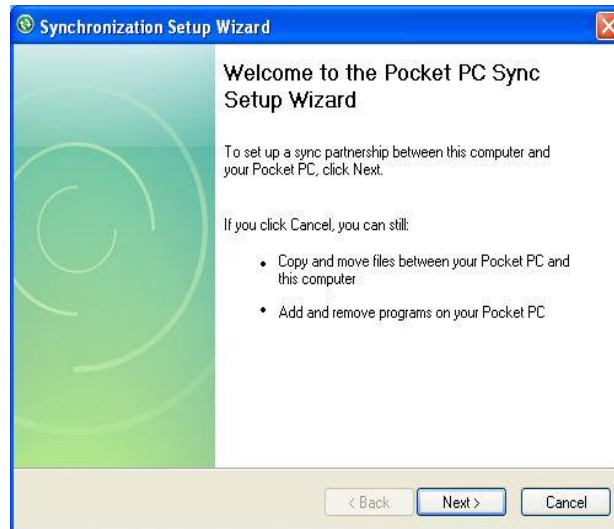 Synchronization Setup Wizard
Welcome to the Pocket PC Sync
Setup Wizard
To set up a sync partnership between this computer and
your Pocket PC, click Next.
If you click Cancel, you can still:
• Copy and move files between your Pocket PC and
this computer
• Add and remove programs on your Pocket PC
< Back Next > Cancel